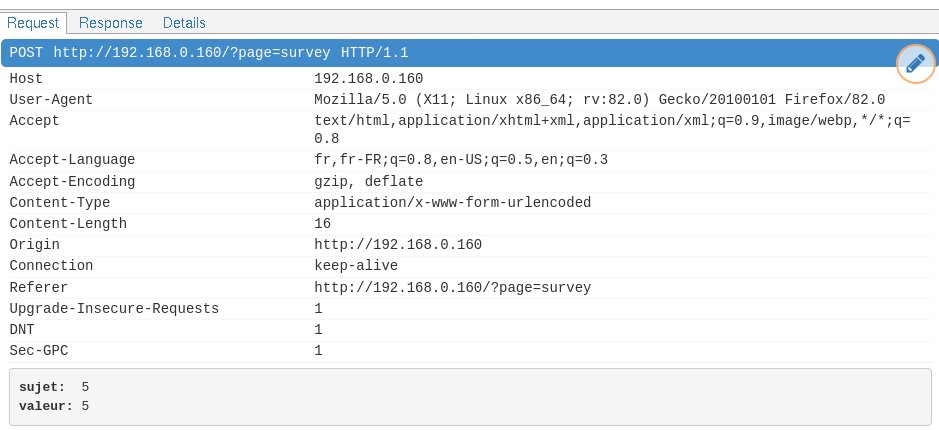 Request Response Details
POST http://192.168.0.160/?page=survey HTTP/1.1
Host 192.168.0.160
User-Agent Mozilla/5.0 (X11; Linux x86_64; rv:82.0) Gecko/20100101 Firefox/82.0
Accept text/html,application/xhtml+xml,application/xml;q=0.9,image/webp,*/*;q=
0.8
Accept-Language fr,fr-FR;q=0.8,en-US;q=0.5,en;q=0.3
Accept-Encoding gzip, deflate
Content-Type application/x-www-form-urlencoded
Content-Length 16
Origin http://192.168.0.160
Connection keep-alive
Referer http://192.168.0.160/?page=survey
Upgrade-Insecure-Requests 1
DNT 1
Sec-GPC 1
sujet: 5
valeur: 5